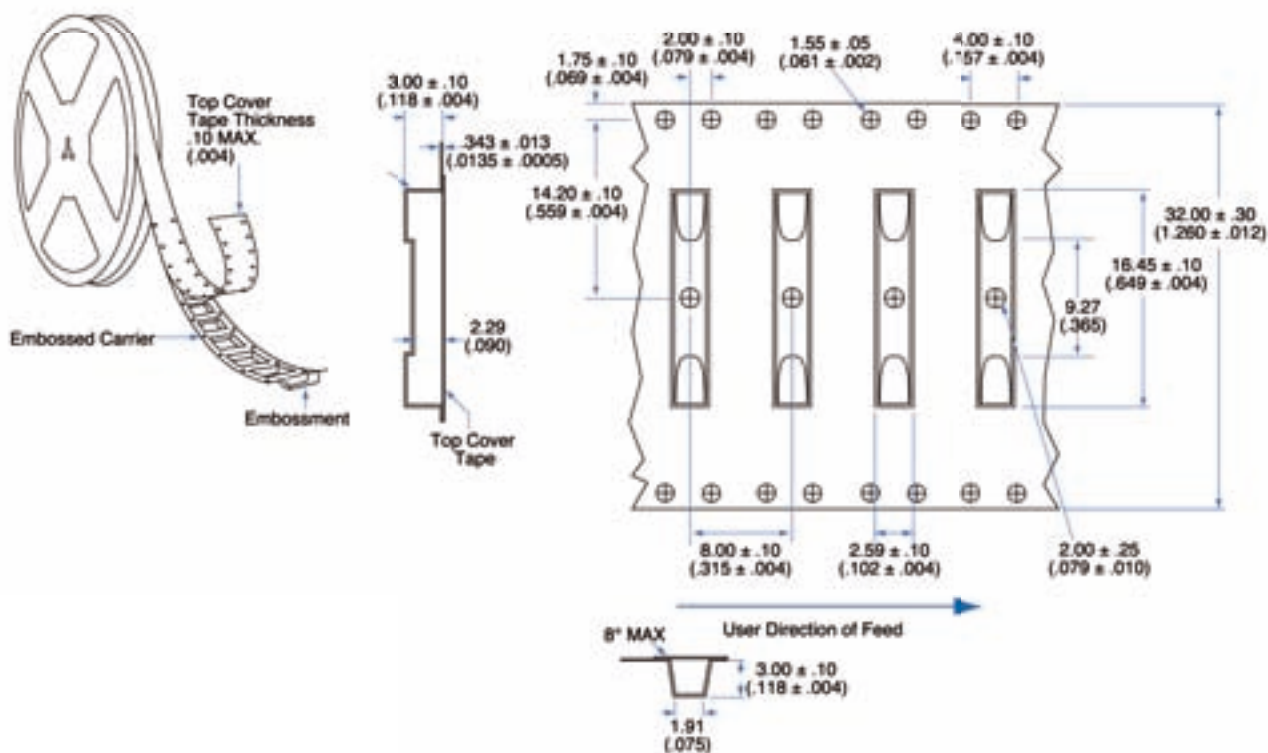 Top Cover
Tape Thickness
.10 MAX.
(.004)
Embossed Carrier
Embossment
3.00 ± .10
(.118 ± .004)
.343 ± .013
(.0135 ± .0005)
2.29
(.090)
Top Cover
Tape
1.75 ± .10
(.069 ± .004)
2.00 ± .10
(.079 ± .004)
1.55 ± .05
(.061 ± .002)
4.00 ± .10
(.157 ± .004)
14.20 ± .10
(.559 ± .004)
32.00 ± .30
(1.260 ± .012)
16.45 ± .10
(.649 ± .004)
9.27
(.365)
8.00 ± .10
(.315 ± .004)
2.59 ± .10
(.102 ± .004)
2.00 ± .25
(.079 ± .010)
User Direction of Feed
8° MAX
3.00 ± .10
(.118 ± .004)
1.91
(.075)